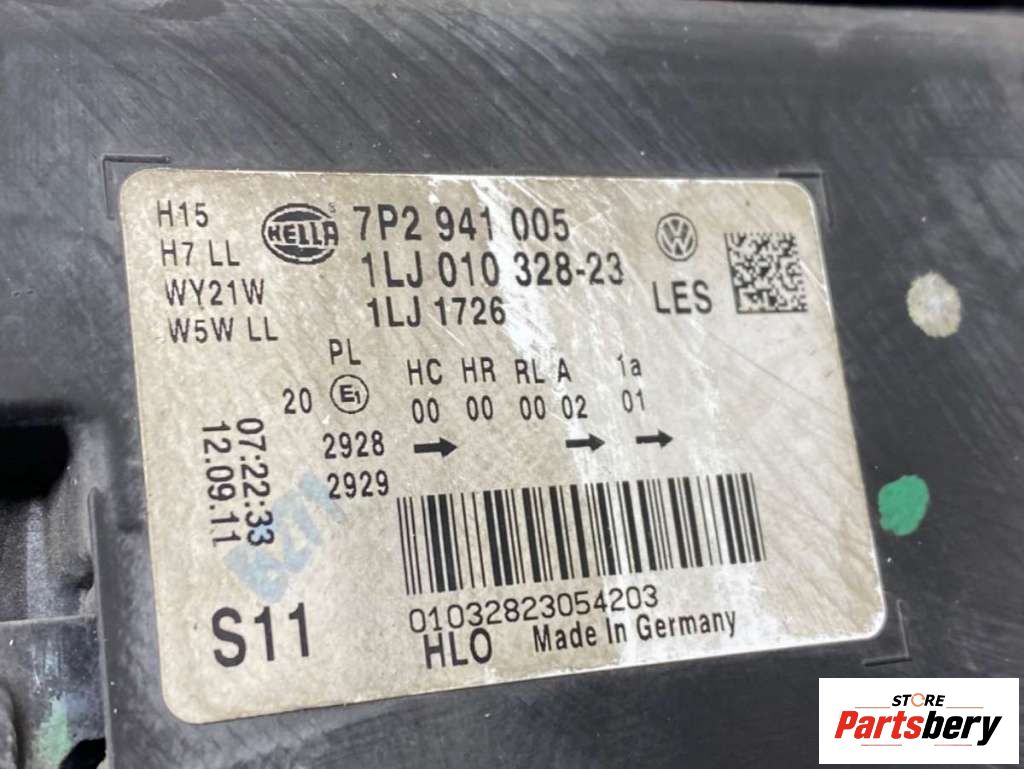 H15
H7 LL
WY21W
W5W LL
HELLA
7P2 941 005
1LJ 010 328-23
1LJ 1726
LES
PL
20 E1
HC HR RL A 1a
00 00 00 02 01
2928
2929
07:22:33
12.09.11
S11
01032823054203
HLO Made In Germany
STORE
Partsbery